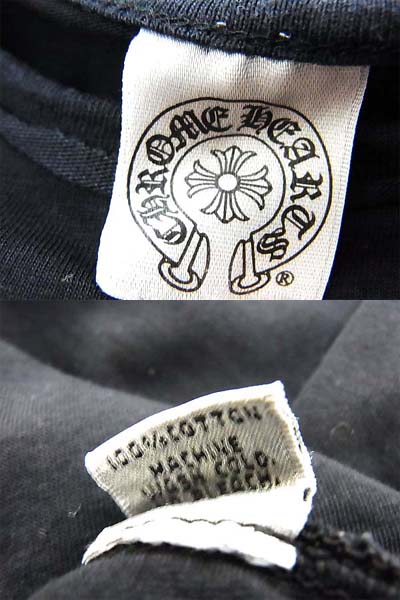 CHROME HEARTS
®
100% COTTON
MACHINE
WASH COLD